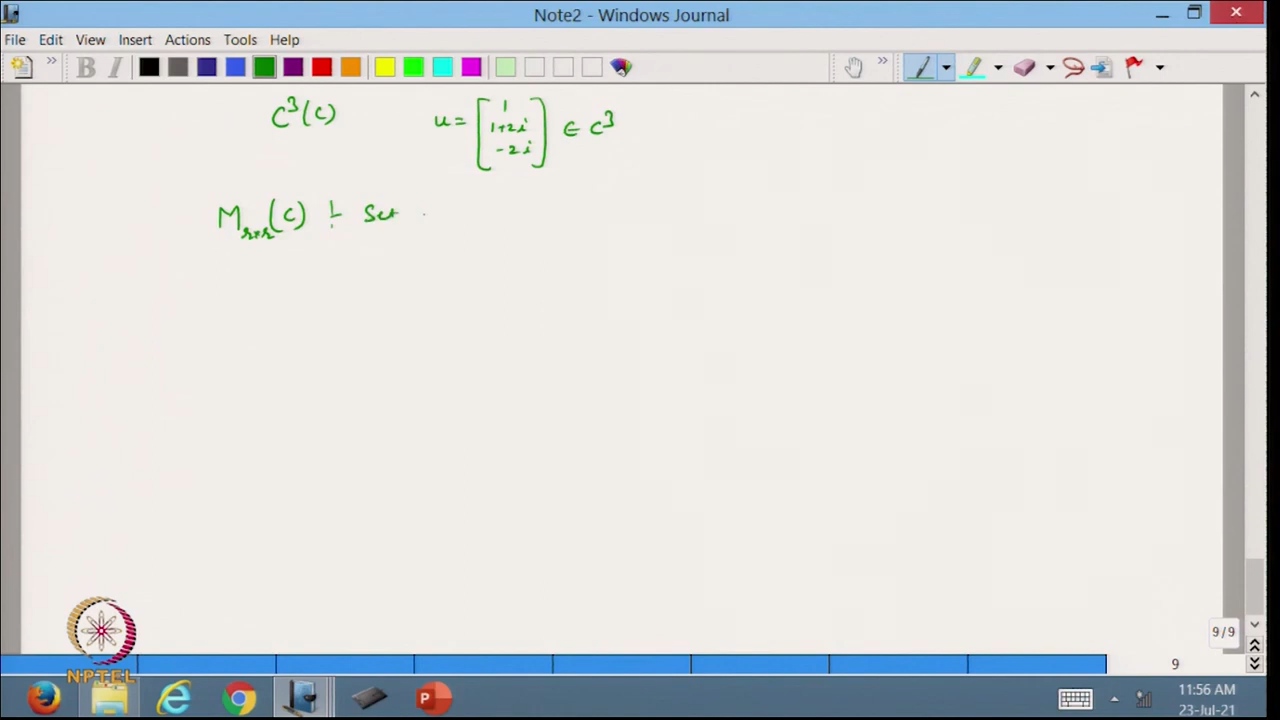 Note2 - Windows Journal
File Edit View Insert Actions Tools Help
C³(C) u = [1 1+2i -2i] ∈ C³
M_{r×r}(C) :- Set
9/9
9
NPTEL
11:56 AM
23-Jul-21